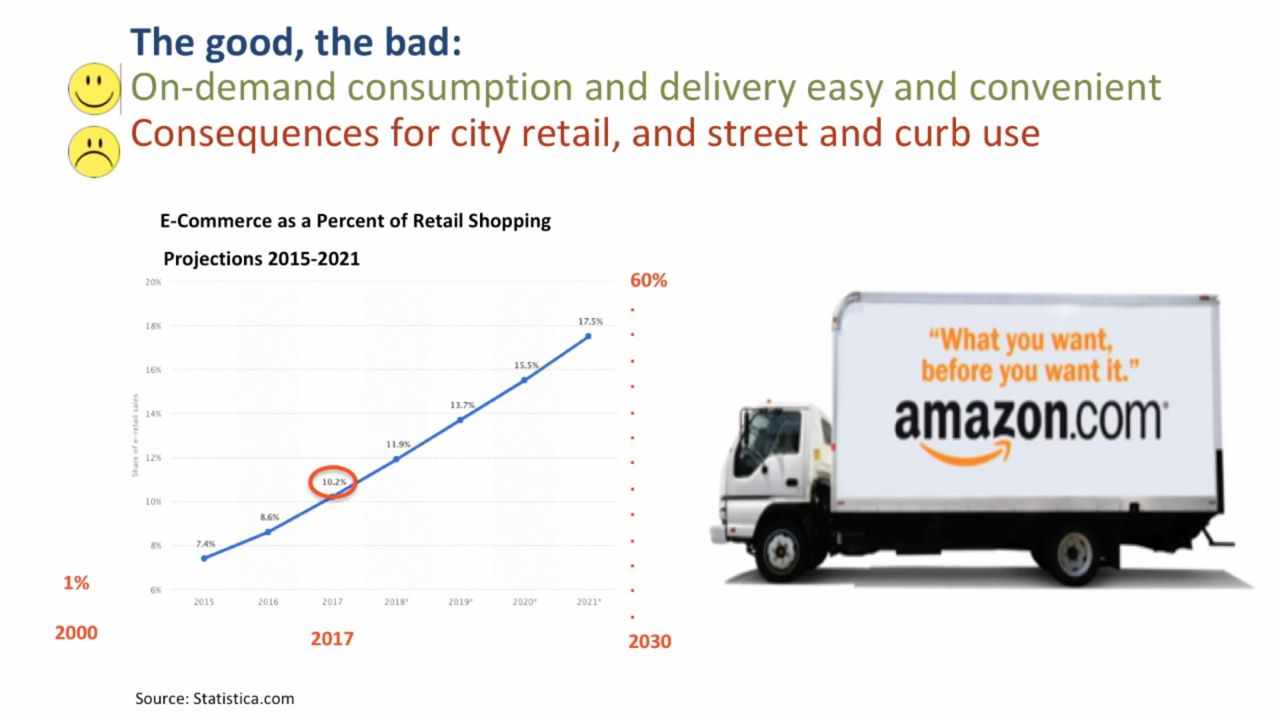 The good, the bad:
On-demand consumption and delivery easy and convenient
Consequences for city retail, and street and curb use
E-Commerce as a Percent of Retail Shopping
Projections 2015-2021
20%
18%
16%
14%
12%
10%
8%
6%
Share of e-retail sales
7.4%
8.6%
10.2%
11.9%
13.7%
15.5%
17.5%
2015 2016 2017 2018* 2019* 2020* 2021*
60%
1%
2000
2017
2030
“What you want,
before you want it.”
amazon.com®
Source: Statistica.com